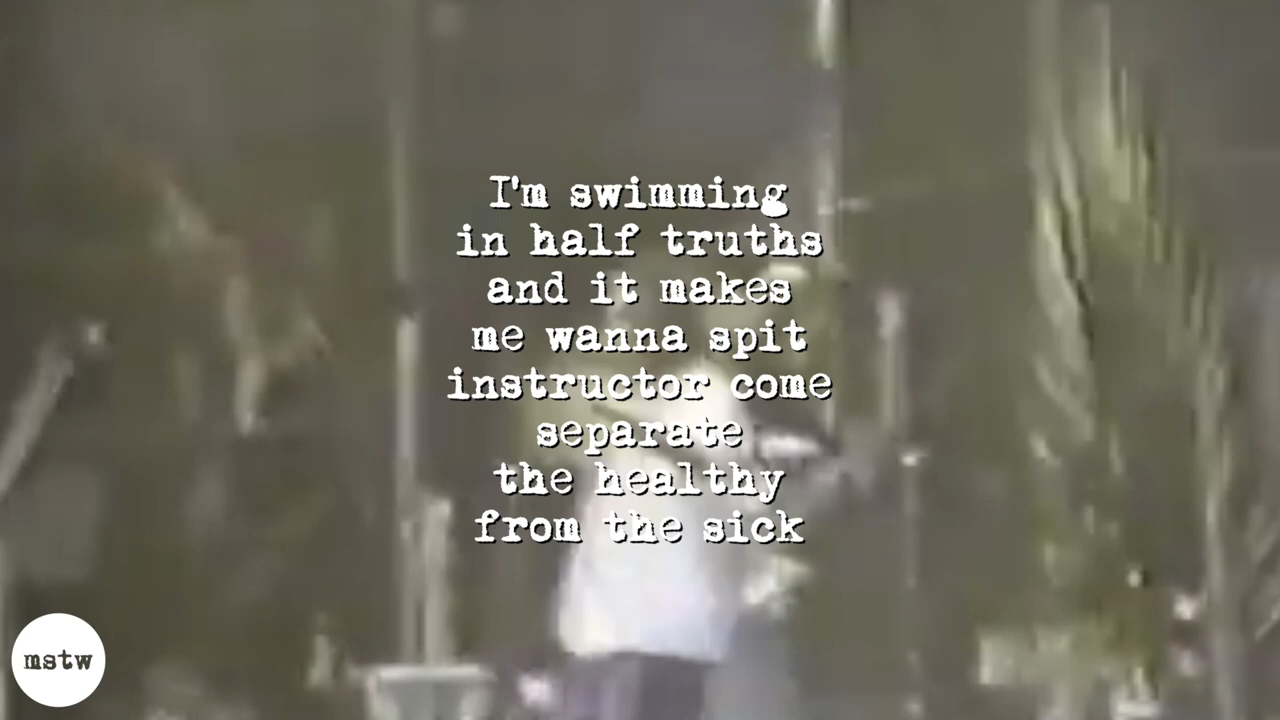 I'm swimming
in half truths
and it makes
me wanna spit
instructor come
separate
the healthy
from the sick
mstw